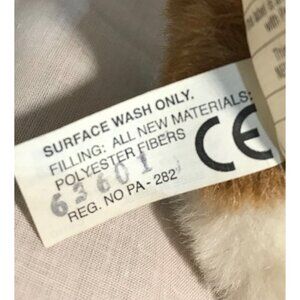 SURFACE WASH ONLY.
FILLING: ALL NEW MATERIALS;
POLYESTER FIBERS
63601
REG. NO PA - 282
CE